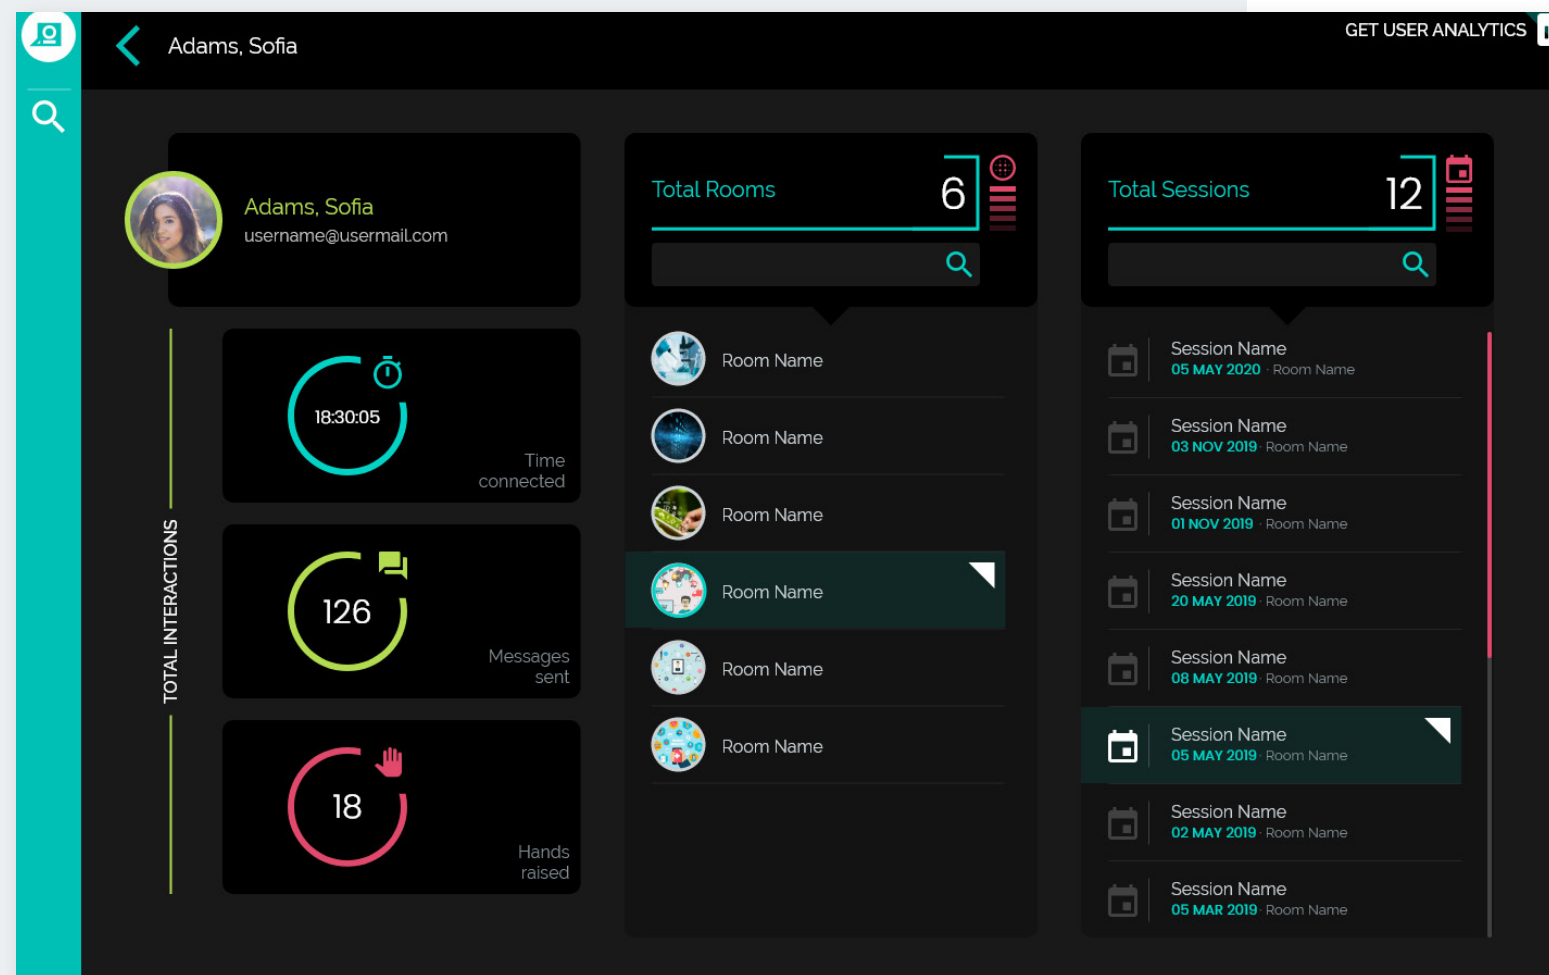 Adams, Sofia
GET USER ANALYTICS
Adams, Sofia
username@usermail.com
TOTAL INTERACTIONS
18:30:05
Time
connected
126
Messages
sent
18
Hands
raised
Total Rooms
6
Room Name
Room Name
Room Name
Room Name
Room Name
Room Name
Total Sessions
12
Session Name
05 MAY 2020 · Room Name
Session Name
03 NOV 2019 · Room Name
Session Name
01 NOV 2019 · Room Name
Session Name
20 MAY 2019 · Room Name
Session Name
08 MAY 2019 · Room Name
Session Name
05 MAY 2019 · Room Name
Session Name
02 MAY 2019 · Room Name
Session Name
05 MAR 2019 · Room Name